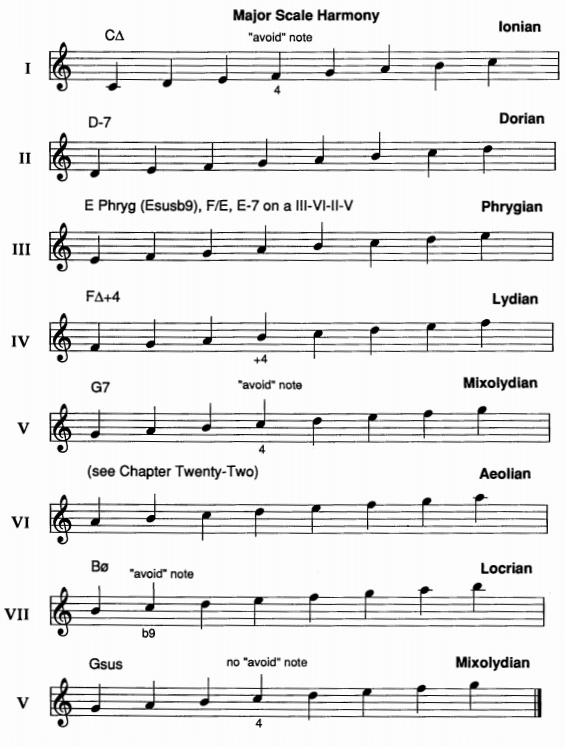 Major Scale Harmony
CΔ "avoid" note Ionian
I
4
D-7 Dorian
II
E Phryg (Esusb9), F/E, E-7 on a III-VI-II-V Phrygian
III
FΔ+4 Lydian
IV
+4
G7 "avoid" note Mixolydian
V
4
(see Chapter Twenty-Two) Aeolian
VI
Bø "avoid" note Locrian
VII
b9
Gsus no "avoid" note Mixolydian
V
4